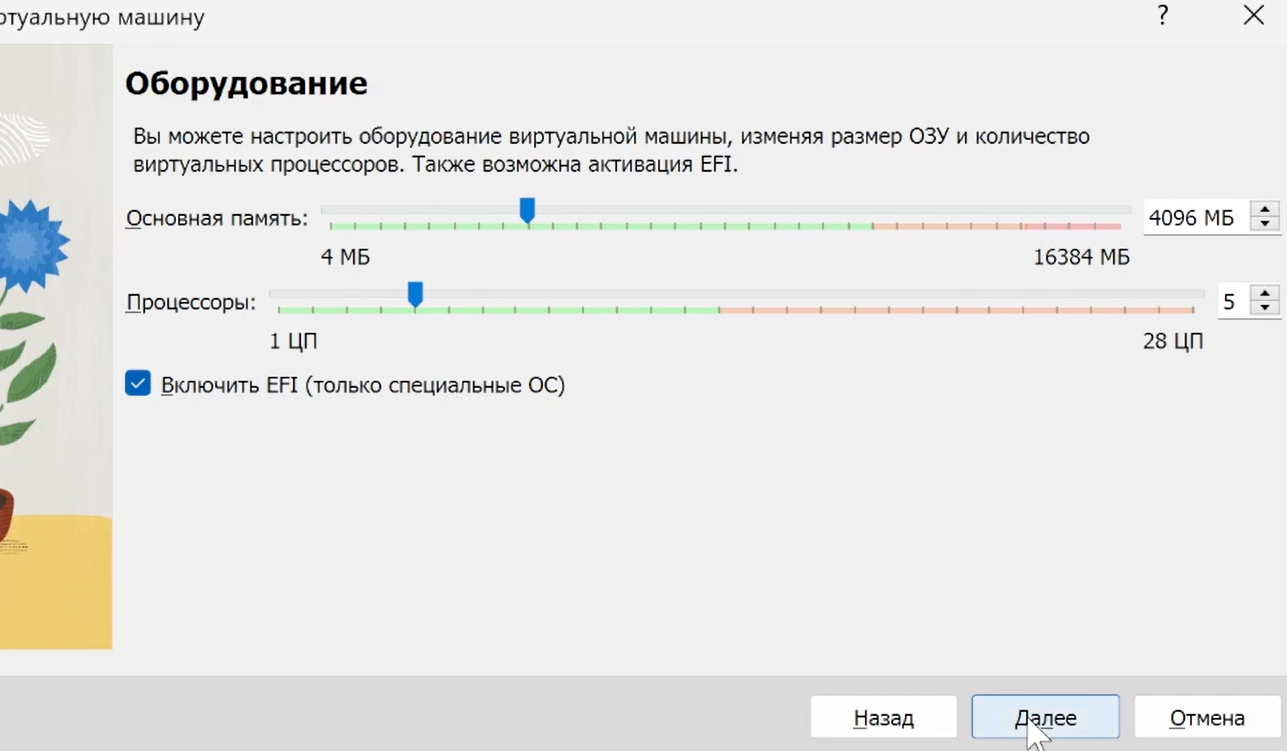 ртуальную машину
?
Оборудование
Вы можете настроить оборудование виртуальной машины, изменяя размер ОЗУ и количество
виртуальных процессоров. Также возможна активация EFI.
Основная память:
4096 МБ
4 МБ
16384 МБ
Процессоры:
5
1 ЦП
28 ЦП
Включить EFI (только специальные ОС)
Назад
Далее
Отмена